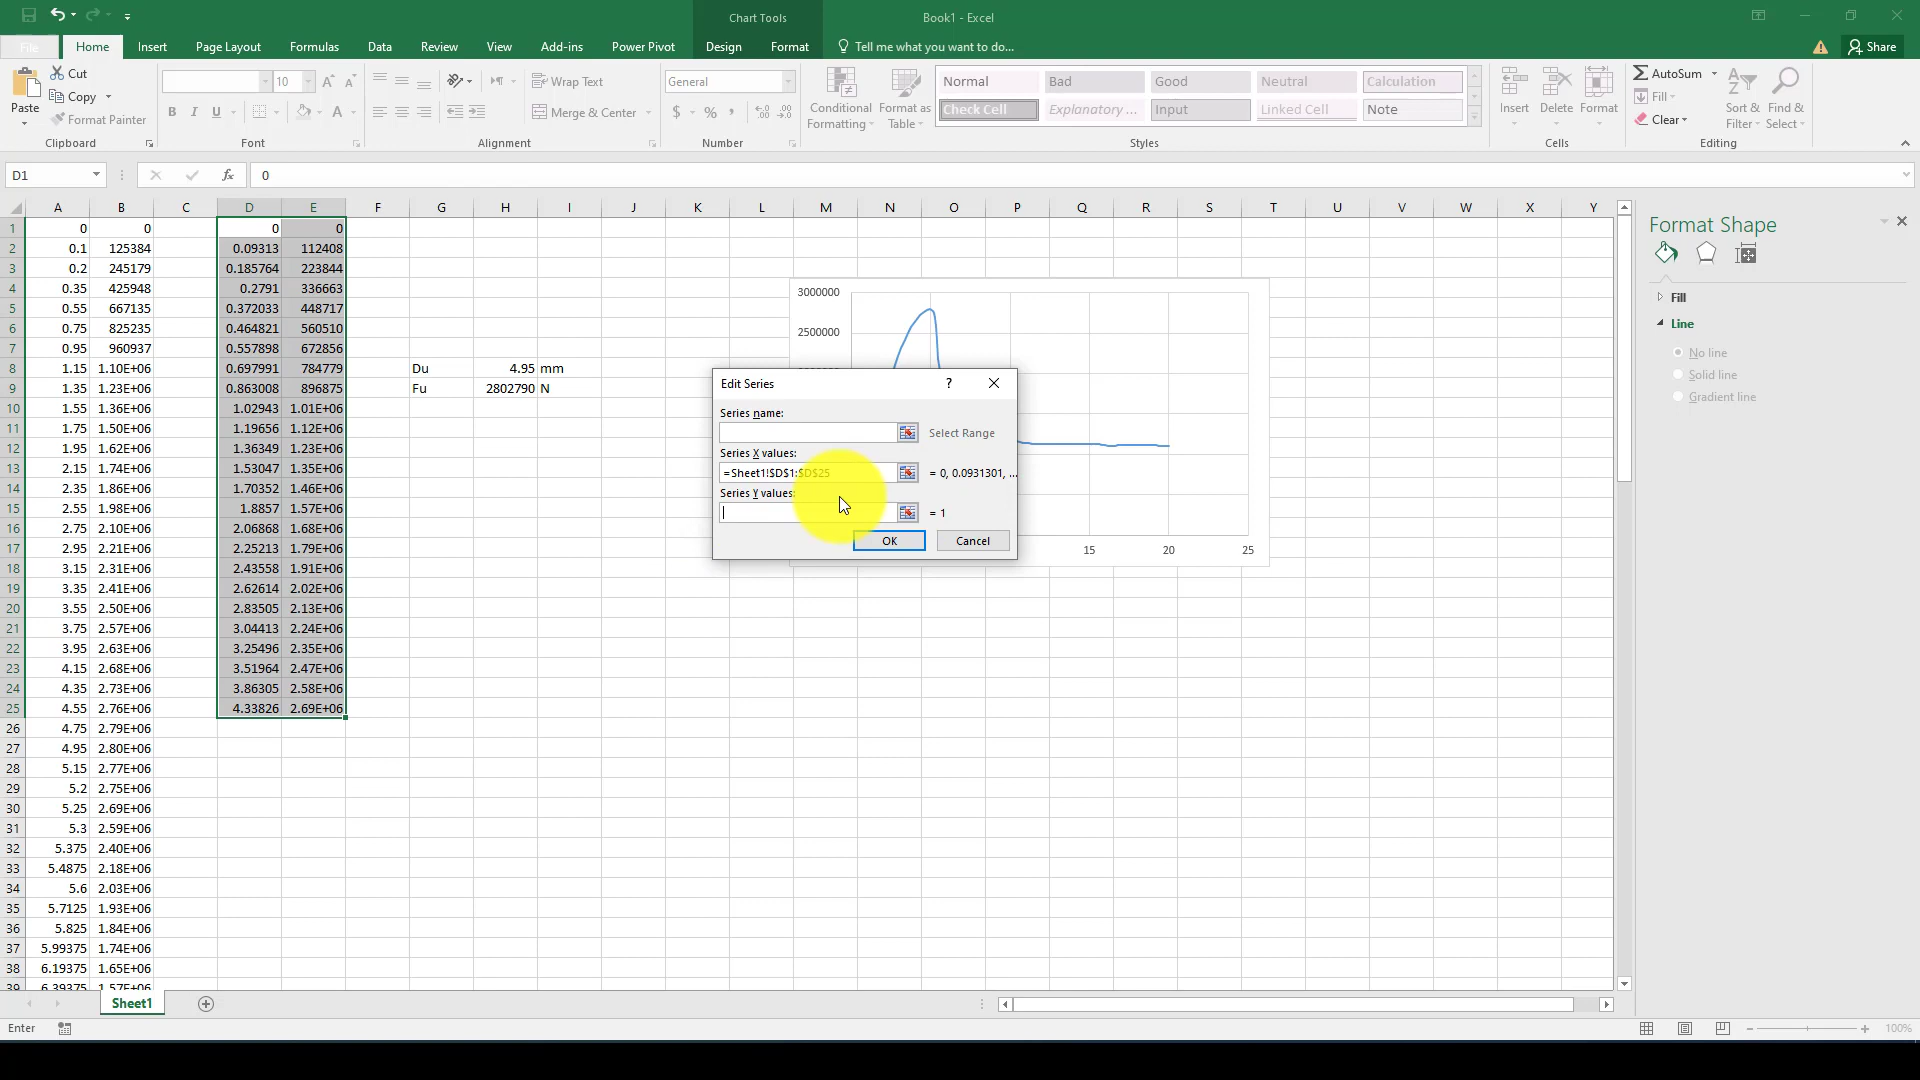 Chart Tools
Book1 - Excel
File Home Insert Page Layout Formulas Data Review View Add-ins Power Pivot Design Format Tell me what you want to do... Share
Paste
Cut
Copy
Format Painter
10
Wrap Text
Merge & Center
General
Conditional Formatting
Format as Table
Normal Bad Good Neutral Calculation
Check Cell Explanatory ... Input Linked Cell Note
Insert Delete Format
AutoSum
Fill
Clear
Sort & Filter
Find & Select
Clipboard Font Alignment Number Styles Cells Editing
D1 fx 0
A B C D E F G H I J K L M N O P Q R S T U V W X Y
1 0 0 0 0
2 0.1 125384 0.09313 112408
3 0.2 245179 0.185764 223844
4 0.35 425948 0.2791 336663
5 0.55 667135 0.372033 448717
6 0.75 825235 0.464821 560510
7 0.95 960937 0.557898 672856
8 1.15 1.10E+06 0.697991 784779 Du 4.95 mm
9 1.35 1.23E+06 0.863008 896875 Fu 2802790 N
10 1.55 1.36E+06 1.02943 1.01E+06
11 1.75 1.50E+06 1.19656 1.12E+06
12 1.95 1.62E+06 1.36349 1.23E+06
13 2.15 1.74E+06 1.53047 1.35E+06
14 2.35 1.86E+06 1.70352 1.46E+06
15 2.55 1.98E+06 1.8857 1.57E+06
16 2.75 2.10E+06 2.06868 1.68E+06
17 2.95 2.21E+06 2.25213 1.79E+06
18 3.15 2.31E+06 2.43558 1.91E+06
19 3.35 2.41E+06 2.62614 2.02E+06
20 3.55 2.50E+06 2.83505 2.13E+06
21 3.75 2.57E+06 3.04413 2.24E+06
22 3.95 2.63E+06 3.25496 2.35E+06
23 4.15 2.68E+06 3.51964 2.47E+06
24 4.35 2.73E+06 3.86305 2.58E+06
25 4.55 2.76E+06 4.33826 2.69E+06
26 4.75 2.79E+06
27 4.95 2.80E+06
28 5.15 2.77E+06
29 5.2 2.75E+06
30 5.25 2.69E+06
31 5.3 2.59E+06
32 5.375 2.40E+06
33 5.4875 2.18E+06
34 5.6 2.03E+06
35 5.7125 1.93E+06
36 5.825 1.84E+06
37 5.99375 1.74E+06
38 6.19375 1.65E+06
39 6.39375 1.57E+06
3000000
2500000
15 20 25
Edit Series ?
Series name:
Select Range
Series X values:
=Sheet1!$D$1:$D$25 = 0, 0.0931301, ...
Series Y values:
= 1
OK Cancel
Format Shape
Fill
Line
No line
Solid line
Gradient line
Sheet1
Enter
100%